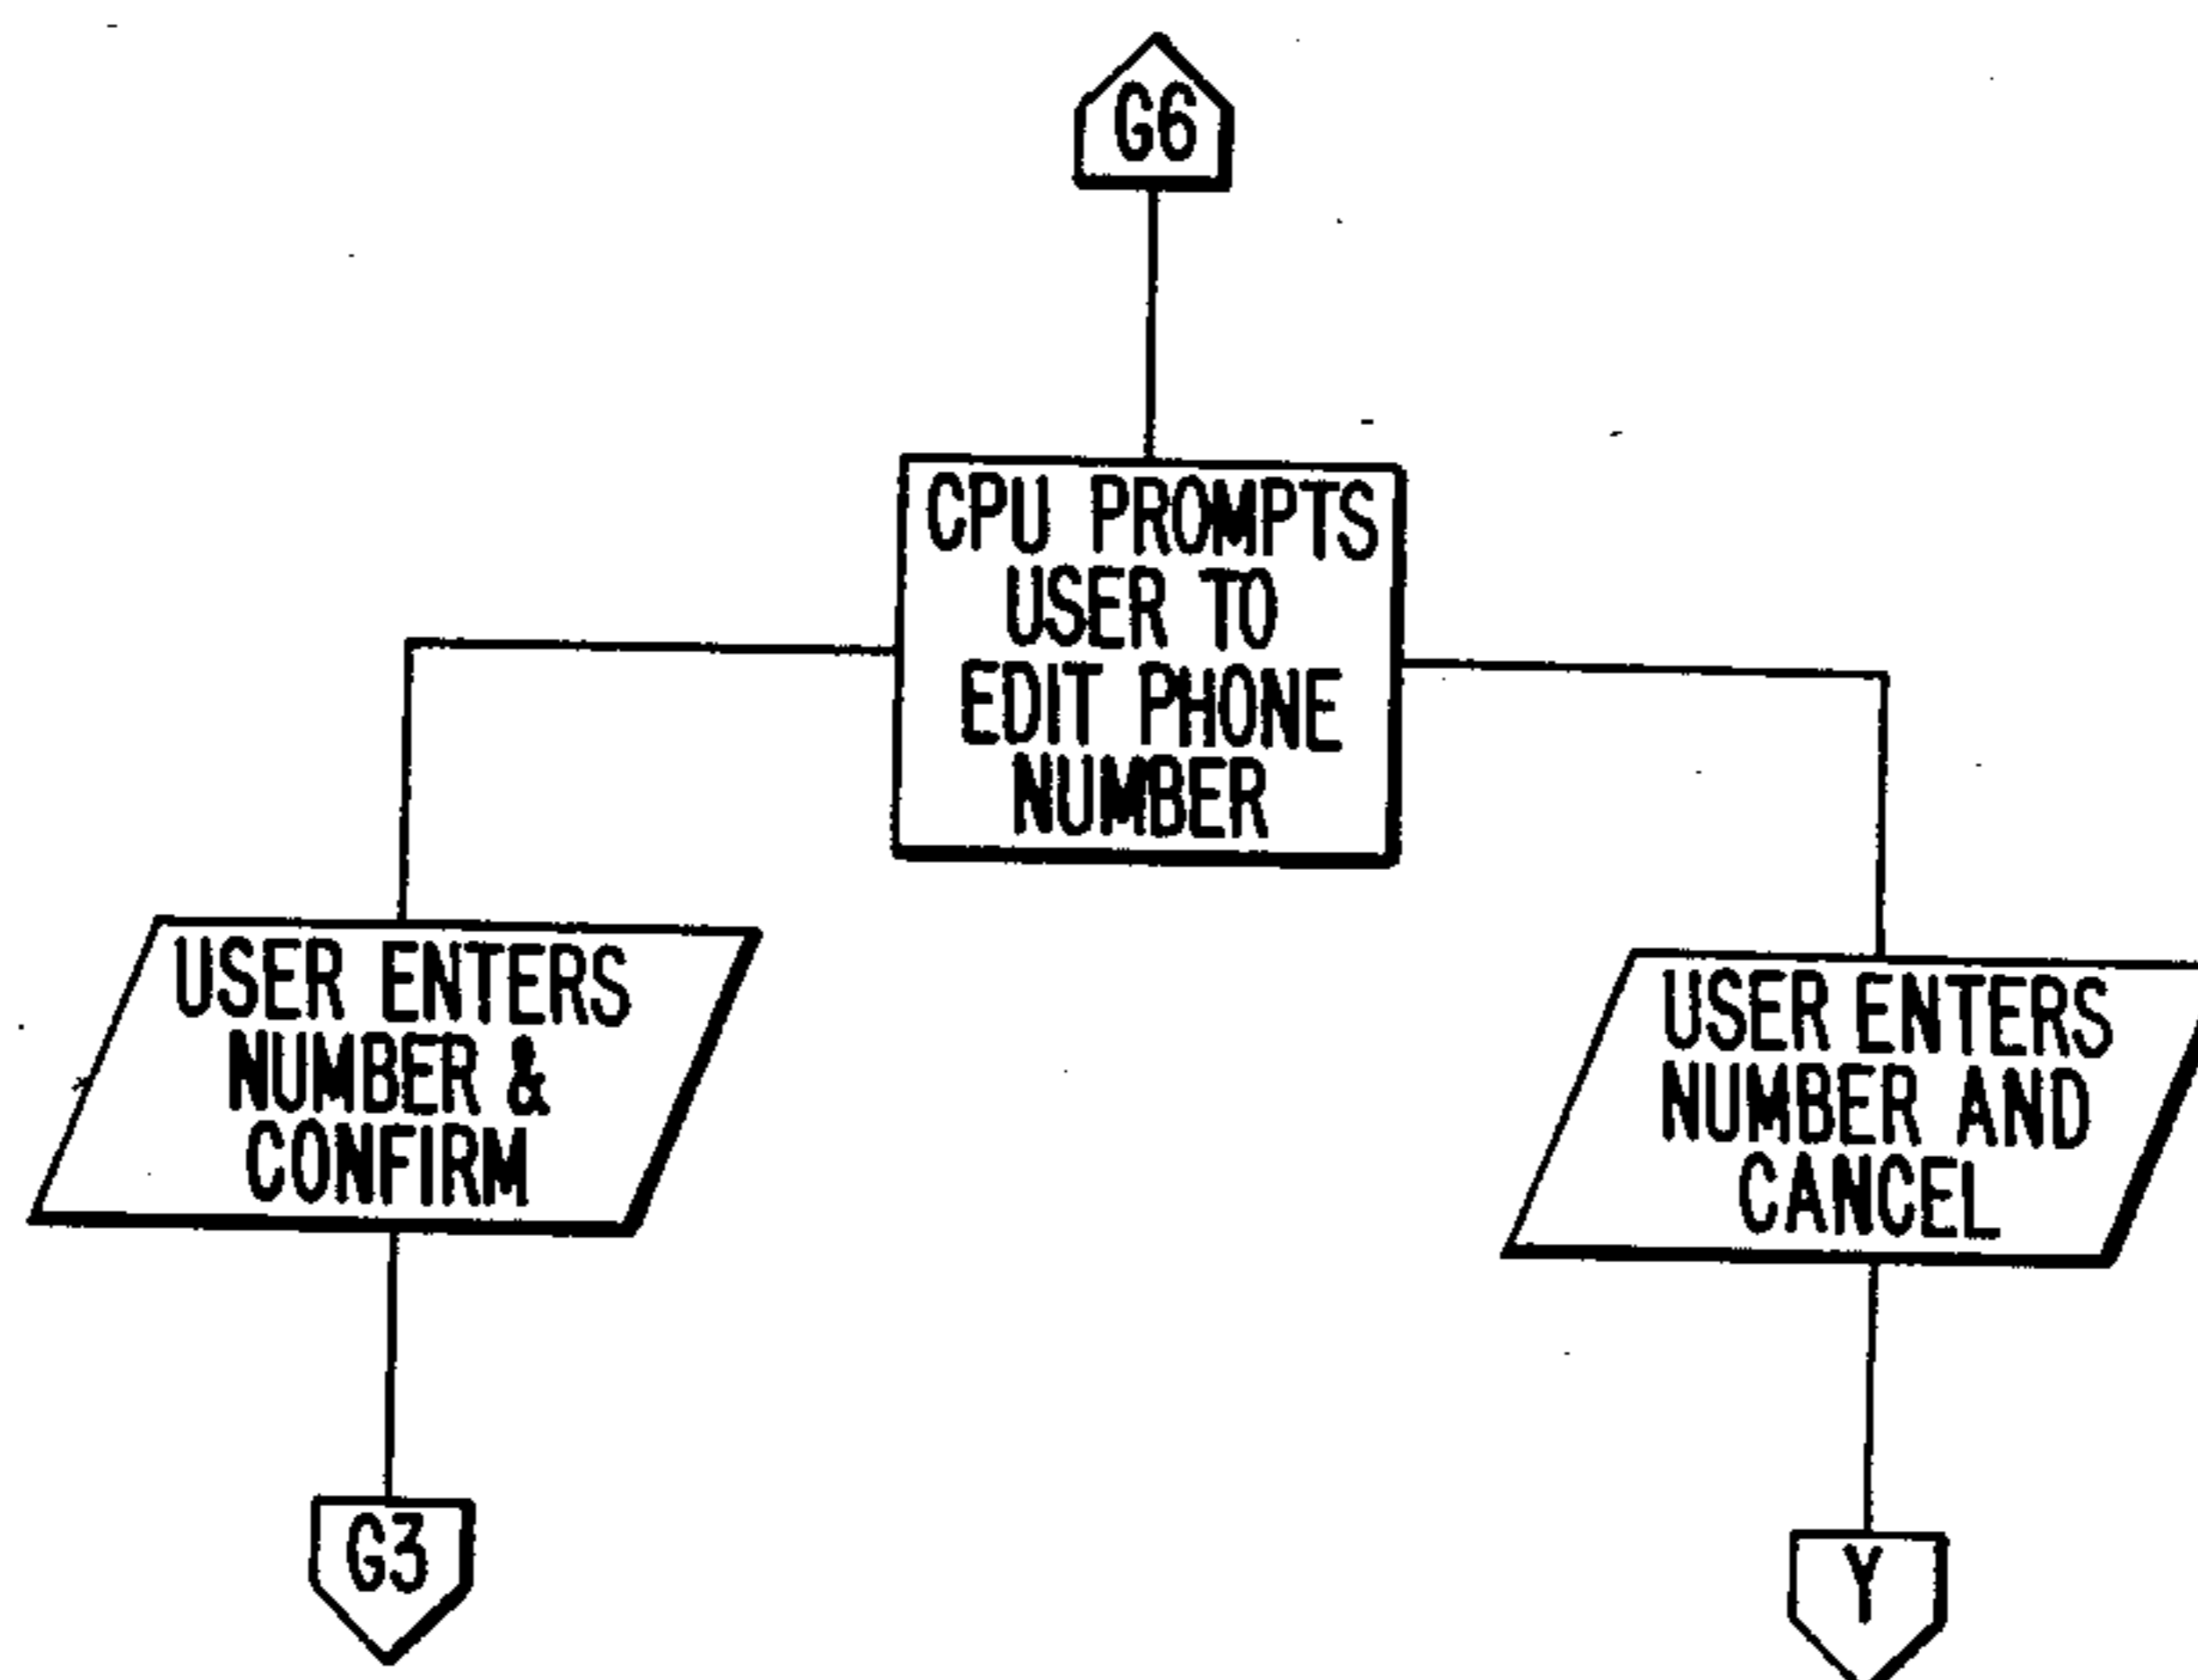 G6
CPU PROMPTS
USER TO
EDIT PHONE
NUMBER
USER ENTERS
NUMBER &
CONFIRM
USER ENTERS
NUMBER AND
CANCEL
G3
Y